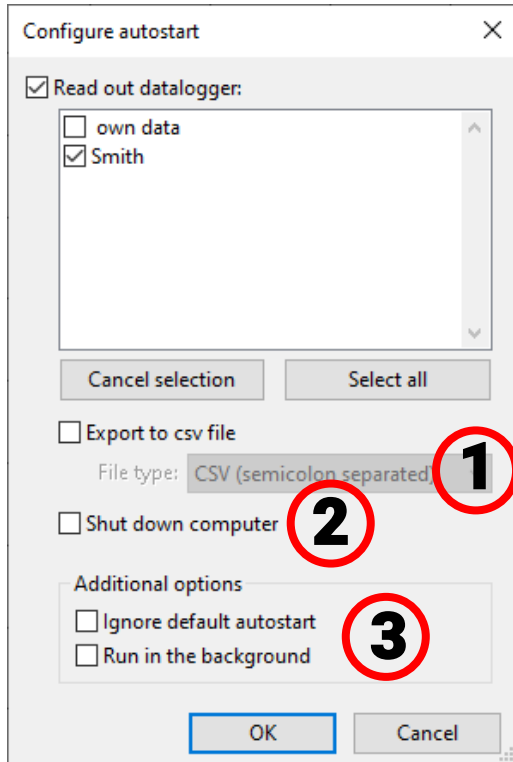 Configure autostart
Read out datalogger:
own data
Smith
Cancel selection Select all
Export to csv file
File type: CSV (semicolon separated) 1
Shut down computer 2
Additional options
Ignore default autostart
3
Run in the background
OK Cancel